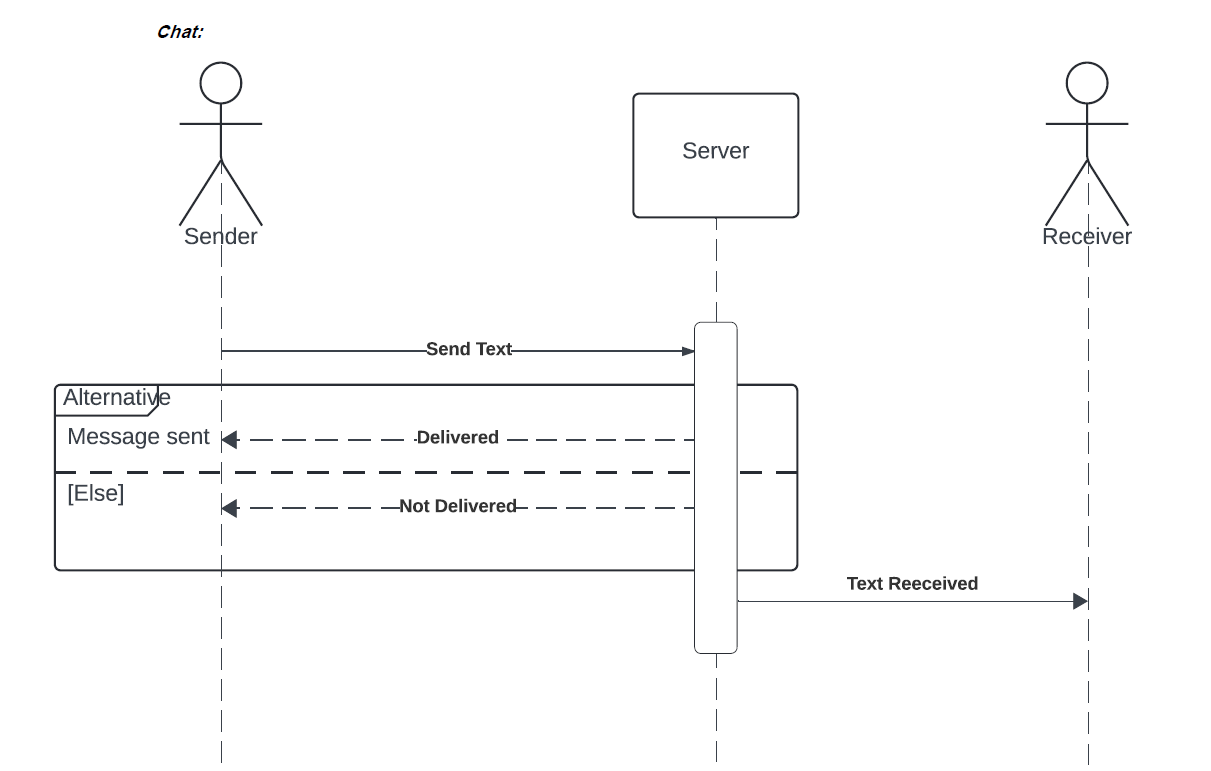 Chat:
Server
Sender
Receiver
Send Text
Alternative
Message sent
Delivered
[Else]
Not Delivered
Text Reeceived